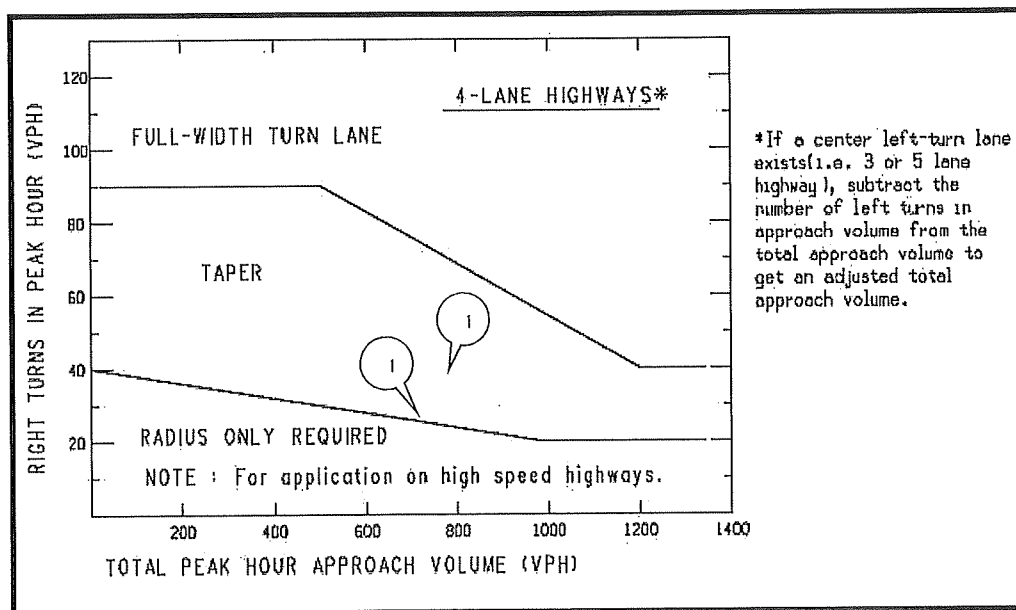 RIGHT TURNS IN PEAK HOUR (VPH)
120
100
80
60
40
20
4-LANE HIGHWAYS*
FULL-WIDTH TURN LANE
TAPER
1
1
RADIUS ONLY REQUIRED
NOTE : For application on high speed highways.
200
400
600
800
1000
1200
1400
TOTAL PEAK HOUR APPROACH VOLUME (VPH)
*If a center left-turn lane
exists(i.e. 3 or 5 lane
highway), subtract the
number of left turns in
approach volume from the
total approach volume to
get an adjusted total
approach volume.